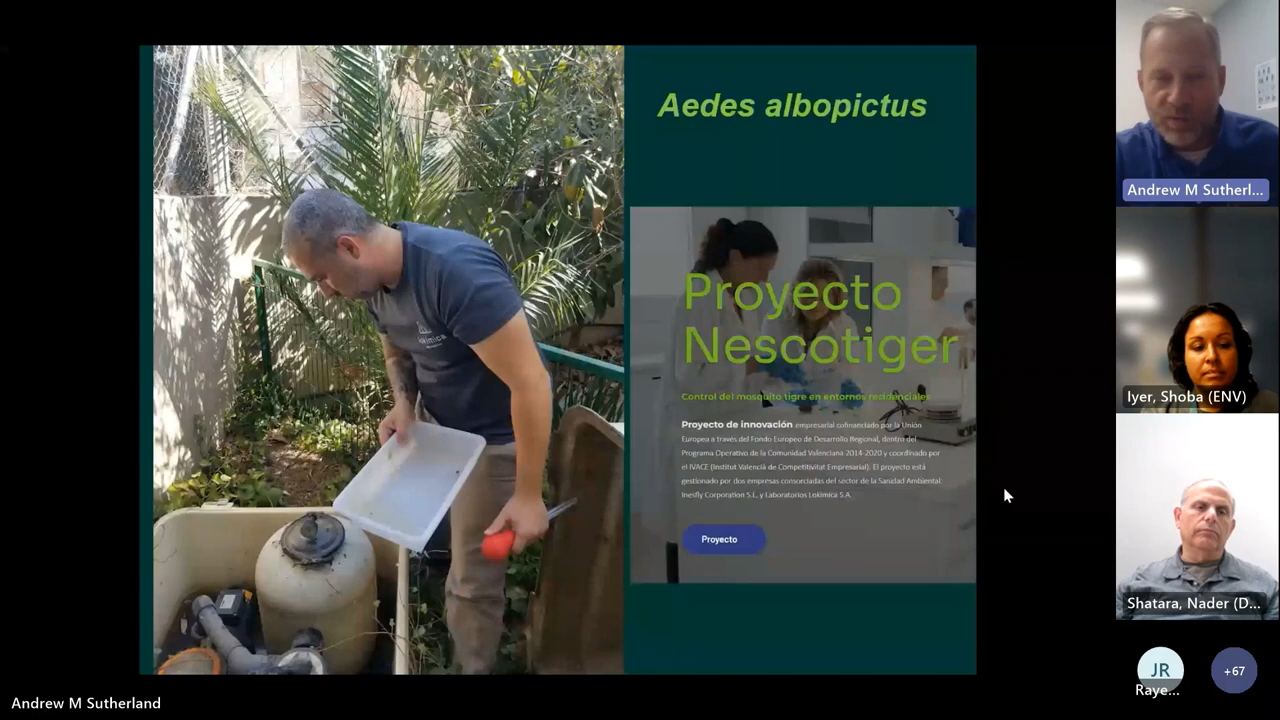 Aedes albopictus
Proyecto
Nescotiger
Control del mosquito tigre en entornos residenciales
Proyecto de innovación empresarial cofinanciado por la Unión
Europea a través del Fondo Europeo de Desarrollo Regional, dentro del
Programa Operativo de la Comunidad Valenciana 2014-2020 y coordinado por
el IVACE (Institut Valencià de Competitivitat Empresarial). El proyecto está
gestionado por dos empresas consorciadas del sector de la Sanidad Ambiental:
Inesfly Corporation S.L. y Laboratorios Lokímica S.A.
Proyecto
Andrew M Sutherl...
Iyer, Shoba (ENV)
Shatara, Nader (D...
JR
Raye...
+67
Andrew M Sutherland